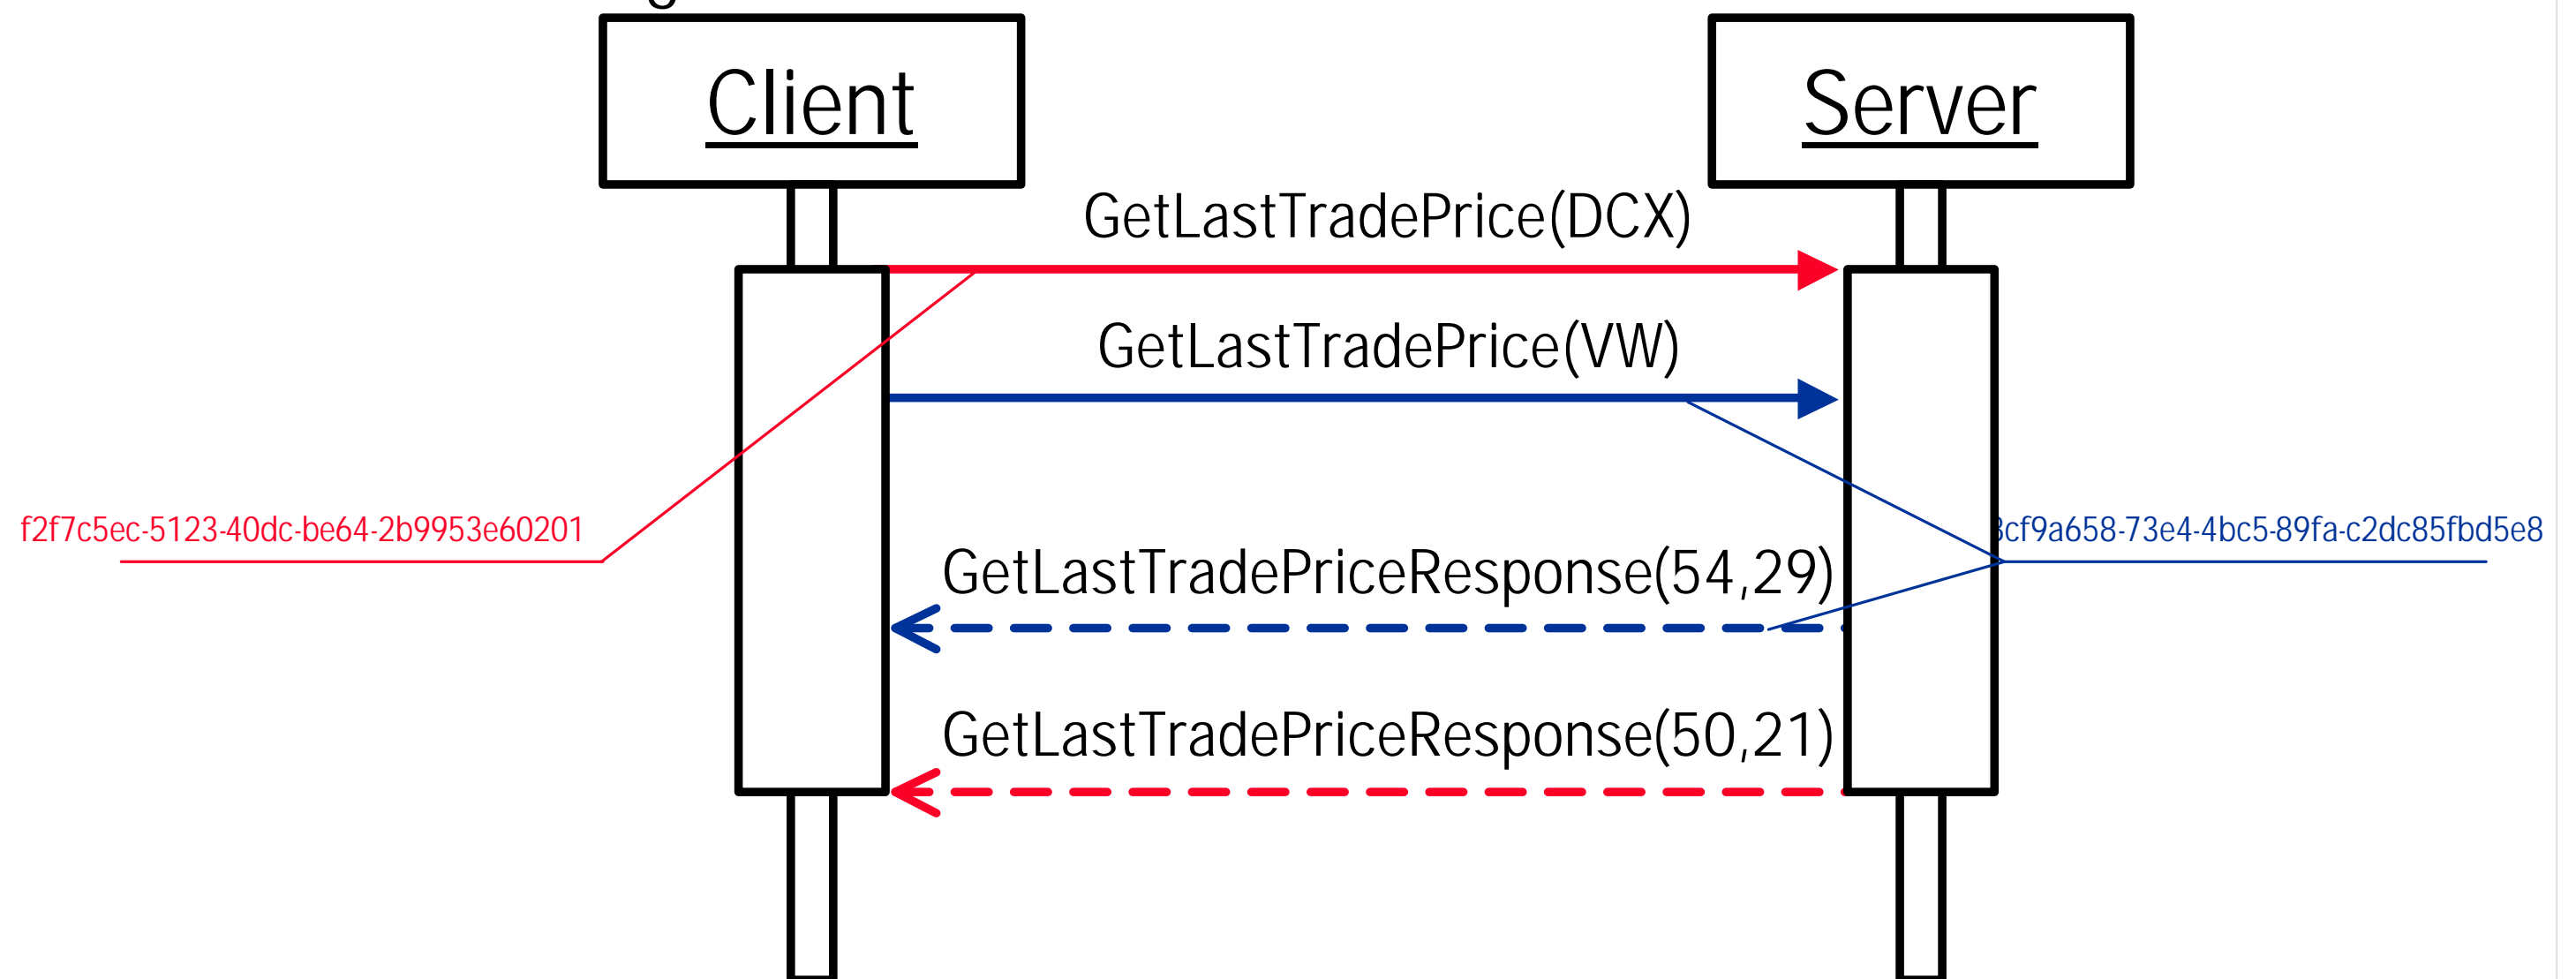 Client
Server
GetLastTradePrice(DCX)
GetLastTradePrice(VW)
f2f7c5ec-5123-40dc-be64-2b9953e60201
3cf9a658-73e4-4bc5-89fa-c2dc85fbd5e8
GetLastTradePriceResponse(54,29)
GetLastTradePriceResponse(50,21)